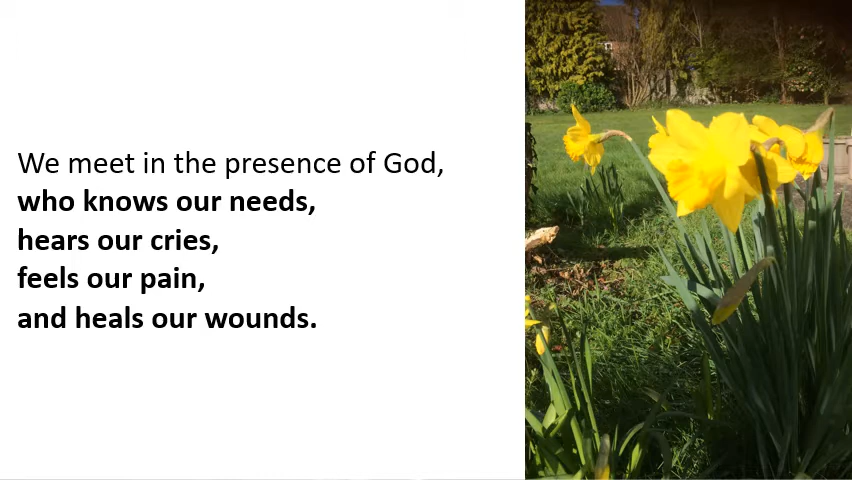 We meet in the presence of God,
who knows our needs,
hears our cries,
feels our pain,
and heals our wounds.